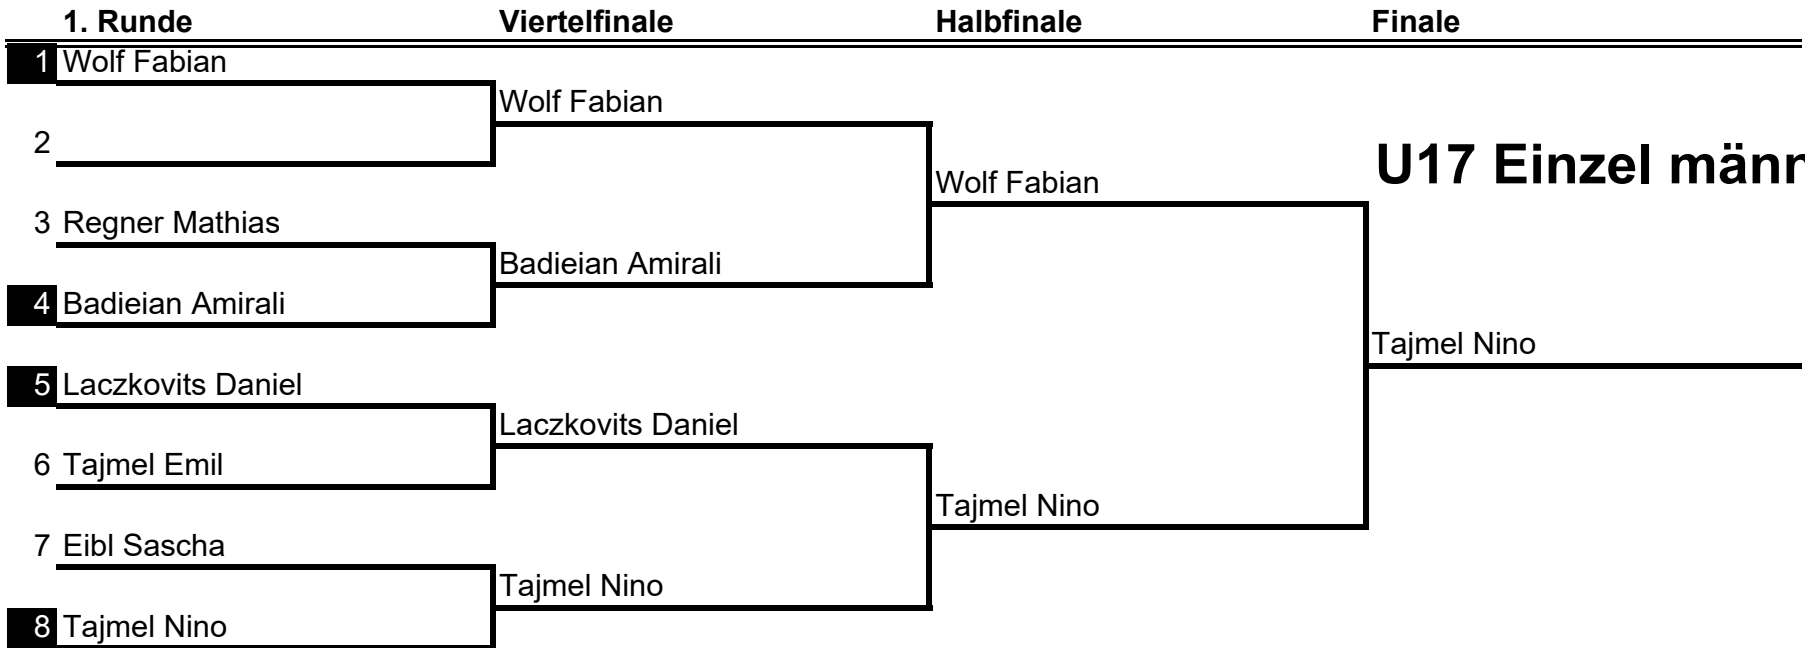 1. Runde Viertelfinale Halbfinale Finale
1 Wolf Fabian
Wolf Fabian
2
U17 Einzel männ
Wolf Fabian
3 Regner Mathias
Badieian Amirali
4 Badieian Amirali
Tajmel Nino
5 Laczkovits Daniel
Laczkovits Daniel
6 Tajmel Emil
Tajmel Nino
7 Eibl Sascha
Tajmel Nino
8 Tajmel Nino